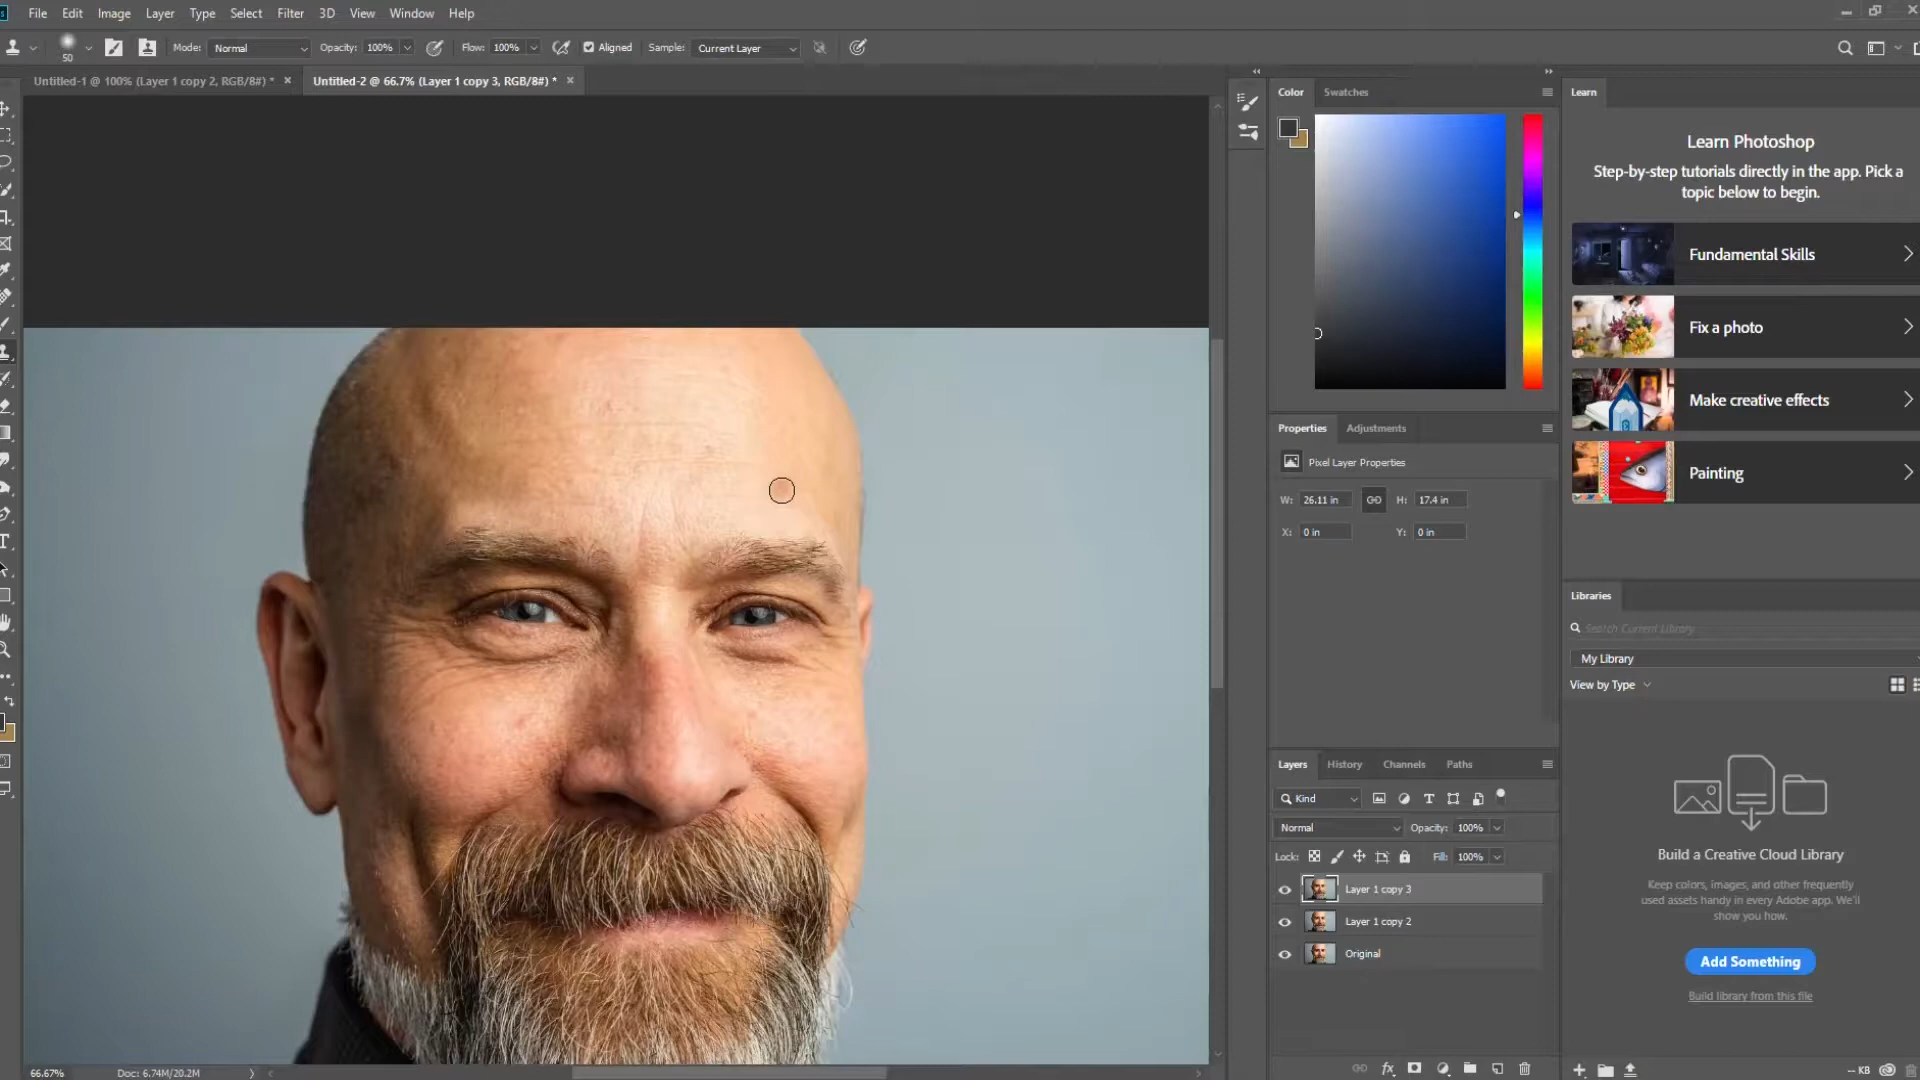 File Edit Image Layer Type Select Filter 3D View Window Help
50 Mode: Normal Opacity: 100% Flow: 100% Aligned Sample: Current Layer
Untitled-1 @ 100% (Layer 1 copy 2, RGB/8#) * × Untitled-2 @ 66.7% (Layer 1 copy 3, RGB/8#) * ×
Color Swatches
Learn
Learn Photoshop
Step-by-step tutorials directly in the app. Pick a
topic below to begin.
Fundamental Skills
Fix a photo
Make creative effects
Painting
Properties Adjustments
Pixel Layer Properties
W: 26.11 in H: 17.4 in
X: 0 in Y: 0 in
Libraries
Search Current Library
My Library
View by Type
Build a Creative Cloud Library
Keep colors, images, and other frequently
used assets handy in every Adobe app. We'll
show you how.
Add Something
Build library from this file
-- KB
Layers History Channels Paths
Kind
Normal Opacity: 100%
Lock: Fill: 100%
Layer 1 copy 3
Layer 1 copy 2
Original
fx
66.67% Doc: 6.74M/20.2M